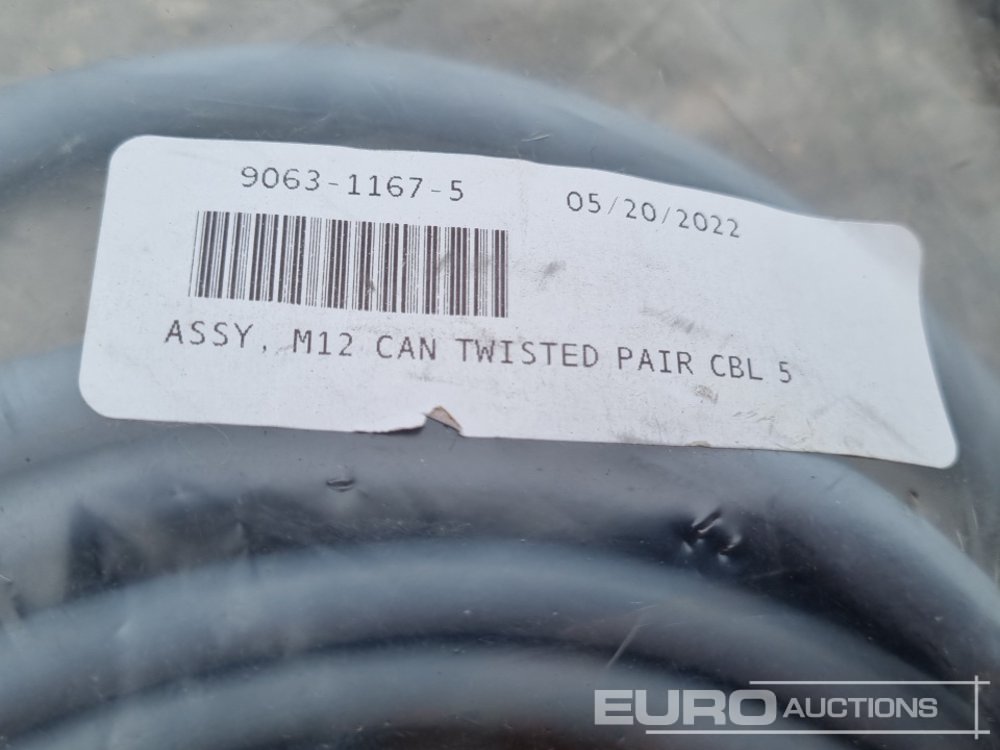 9063-1167-5 05/20/2022
ASSY, M12 CAN TWISTED PAIR CBL 5
EURO AUCTIONS